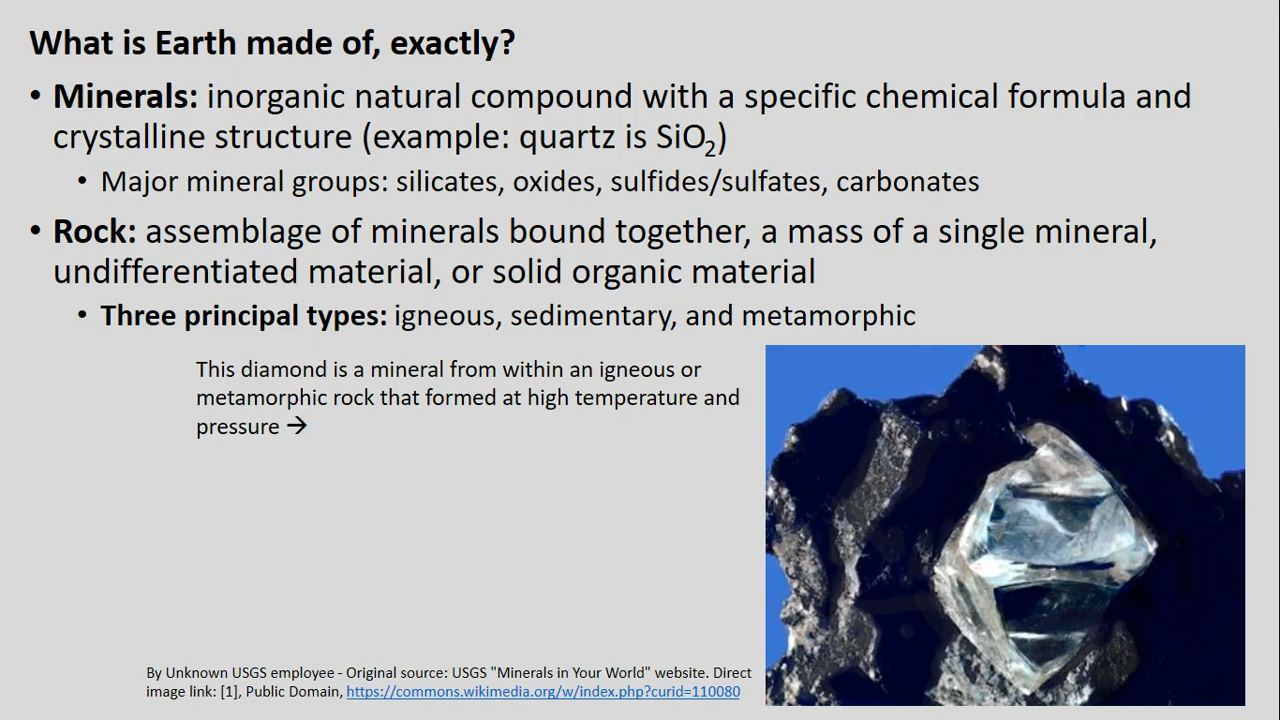 What is Earth made of, exactly?
• Minerals: inorganic natural compound with a specific chemical formula and
crystalline structure (example: quartz is SiO₂)
• Major mineral groups: silicates, oxides, sulfides/sulfates, carbonates
• Rock: assemblage of minerals bound together, a mass of a single mineral,
undifferentiated material, or solid organic material
• Three principal types: igneous, sedimentary, and metamorphic
This diamond is a mineral from within an igneous or
metamorphic rock that formed at high temperature and
pressure →
By Unknown USGS employee - Original source: USGS "Minerals in Your World" website. Direct
image link: [1], Public Domain, https://commons.wikimedia.org/w/index.php?curid=110080